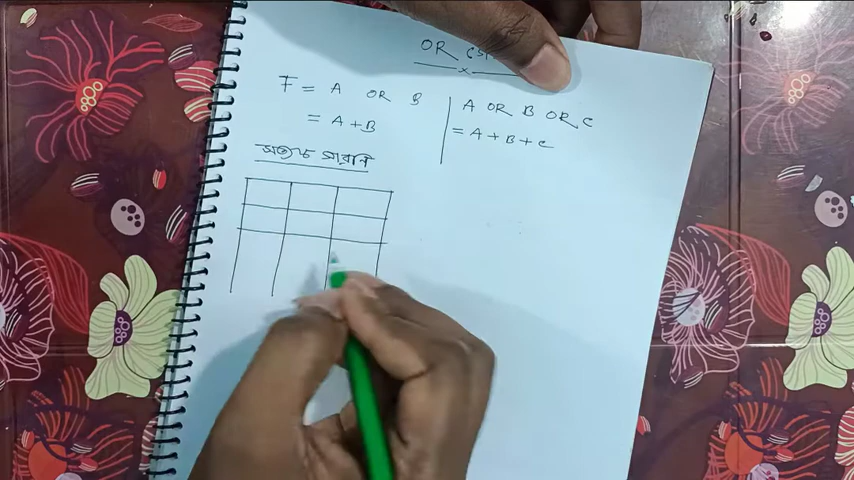 OR
F = A OR B
= A + B
A OR B OR C
= A + B + C
সত্যক সারণি